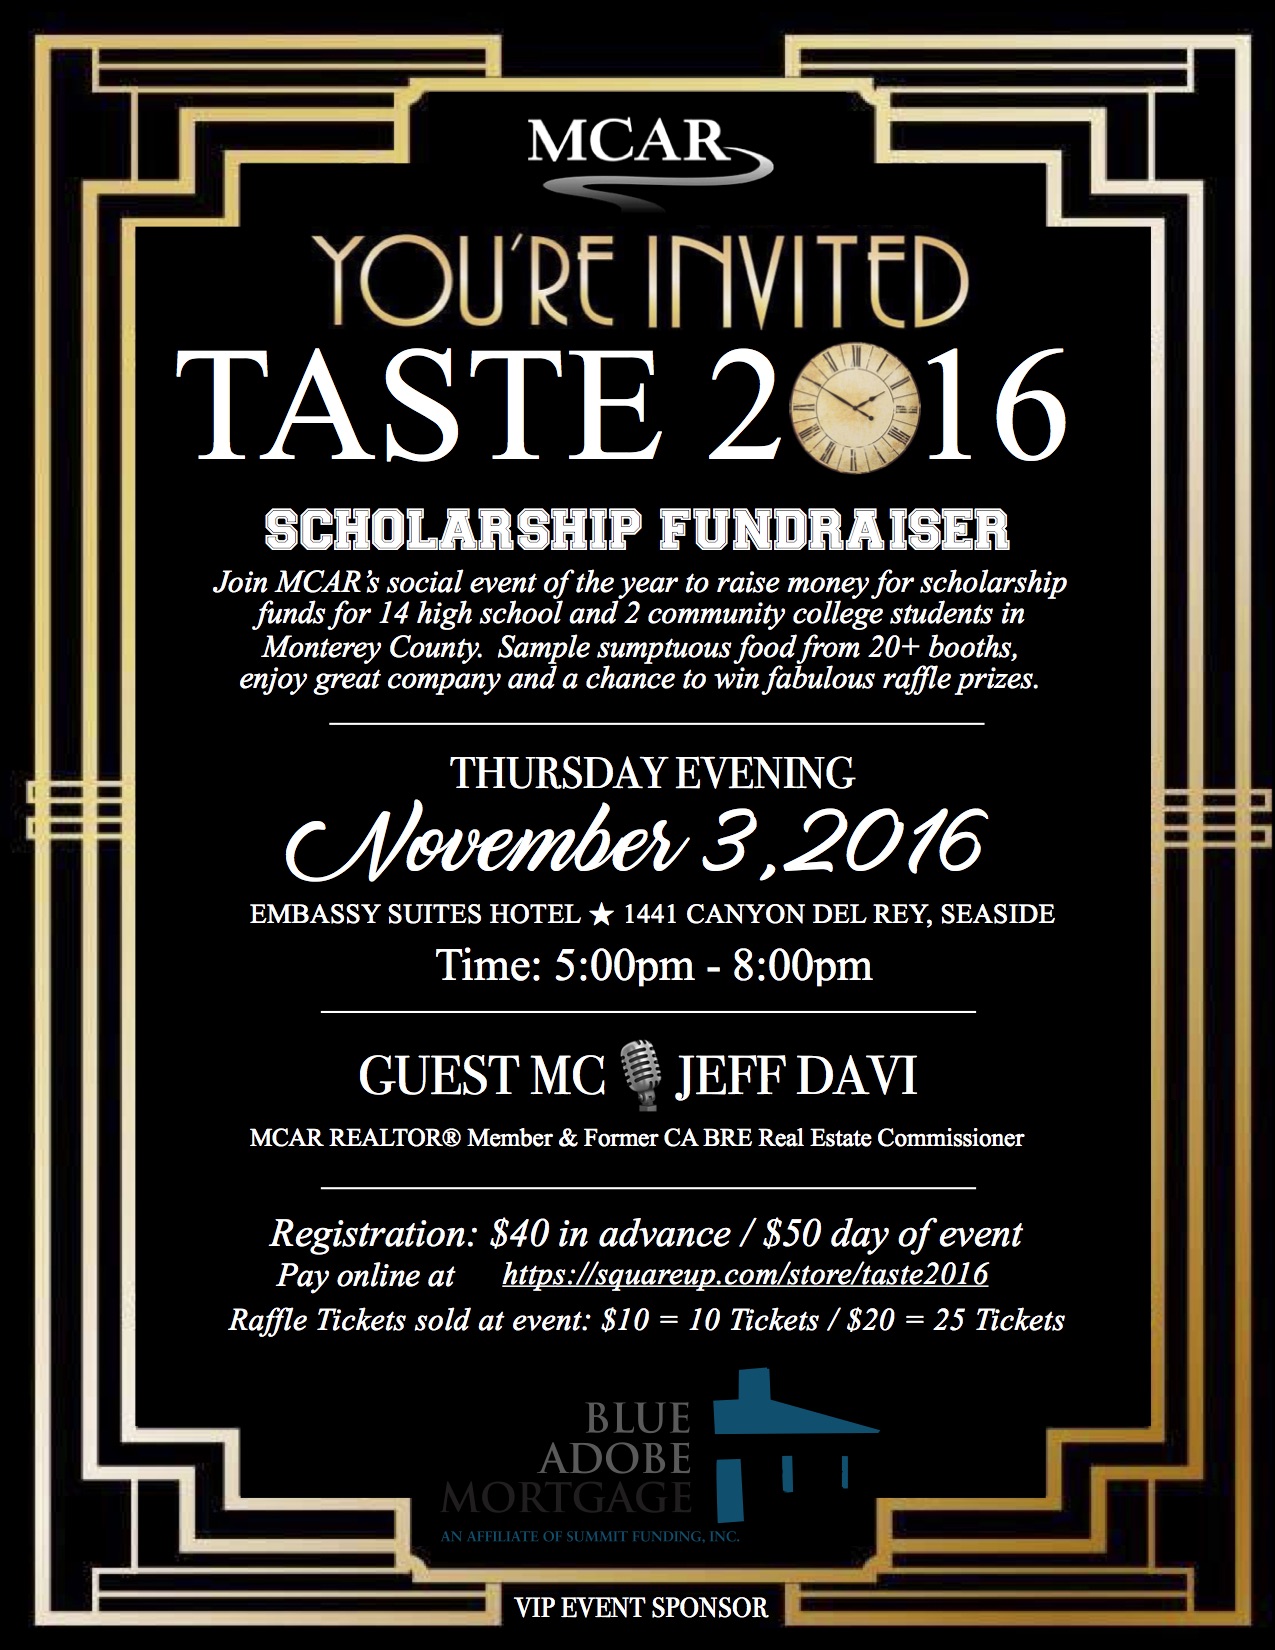 MCAR
YOU'RE INVITED
TASTE 2016
SCHOLARSHIP FUNDRAISER
Join MCAR's social event of the year to raise money for scholarship
funds for 14 high school and 2 community college students in
Monterey County. Sample sumptuous food from 20+ booths,
enjoy great company and a chance to win fabulous raffle prizes.
THURSDAY EVENING
November 3, 2016
EMBASSY SUITES HOTEL ★ 1441 CANYON DEL REY, SEASIDE
Time: 5:00pm - 8:00pm
GUEST MC JEFF DAVI
MCAR REALTOR® Member & Former CA BRE Real Estate Commissioner
Registration: $40 in advance / $50 day of event
Pay online at https://squareup.com/store/taste2016
Raffle Tickets sold at event: $10 = 10 Tickets / $20 = 25 Tickets
BLUE
ADOBE
MORTGAGE
AN AFFILIATE OF SUMMIT FUNDING, INC.
VIP EVENT SPONSOR